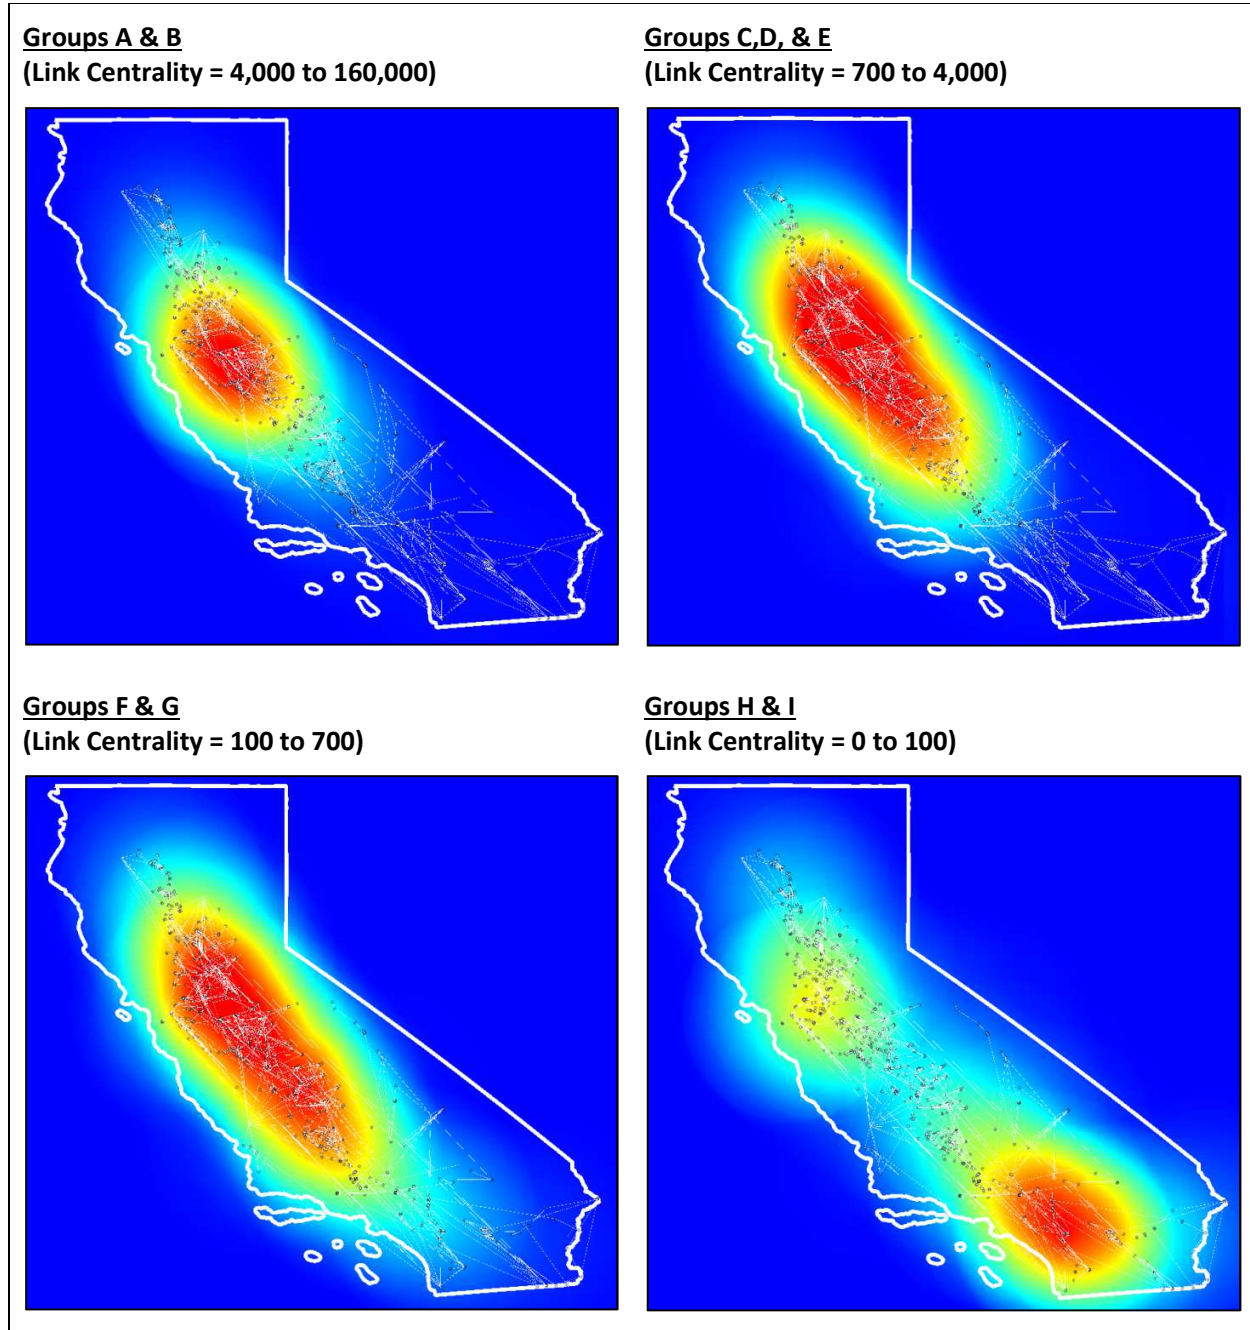 Groups A & B
(Link Centrality = 4,000 to 160,000)
Groups C,D, & E
(Link Centrality = 700 to 4,000)
Groups F & G
(Link Centrality = 100 to 700)
Groups H & I
(Link Centrality = 0 to 100)